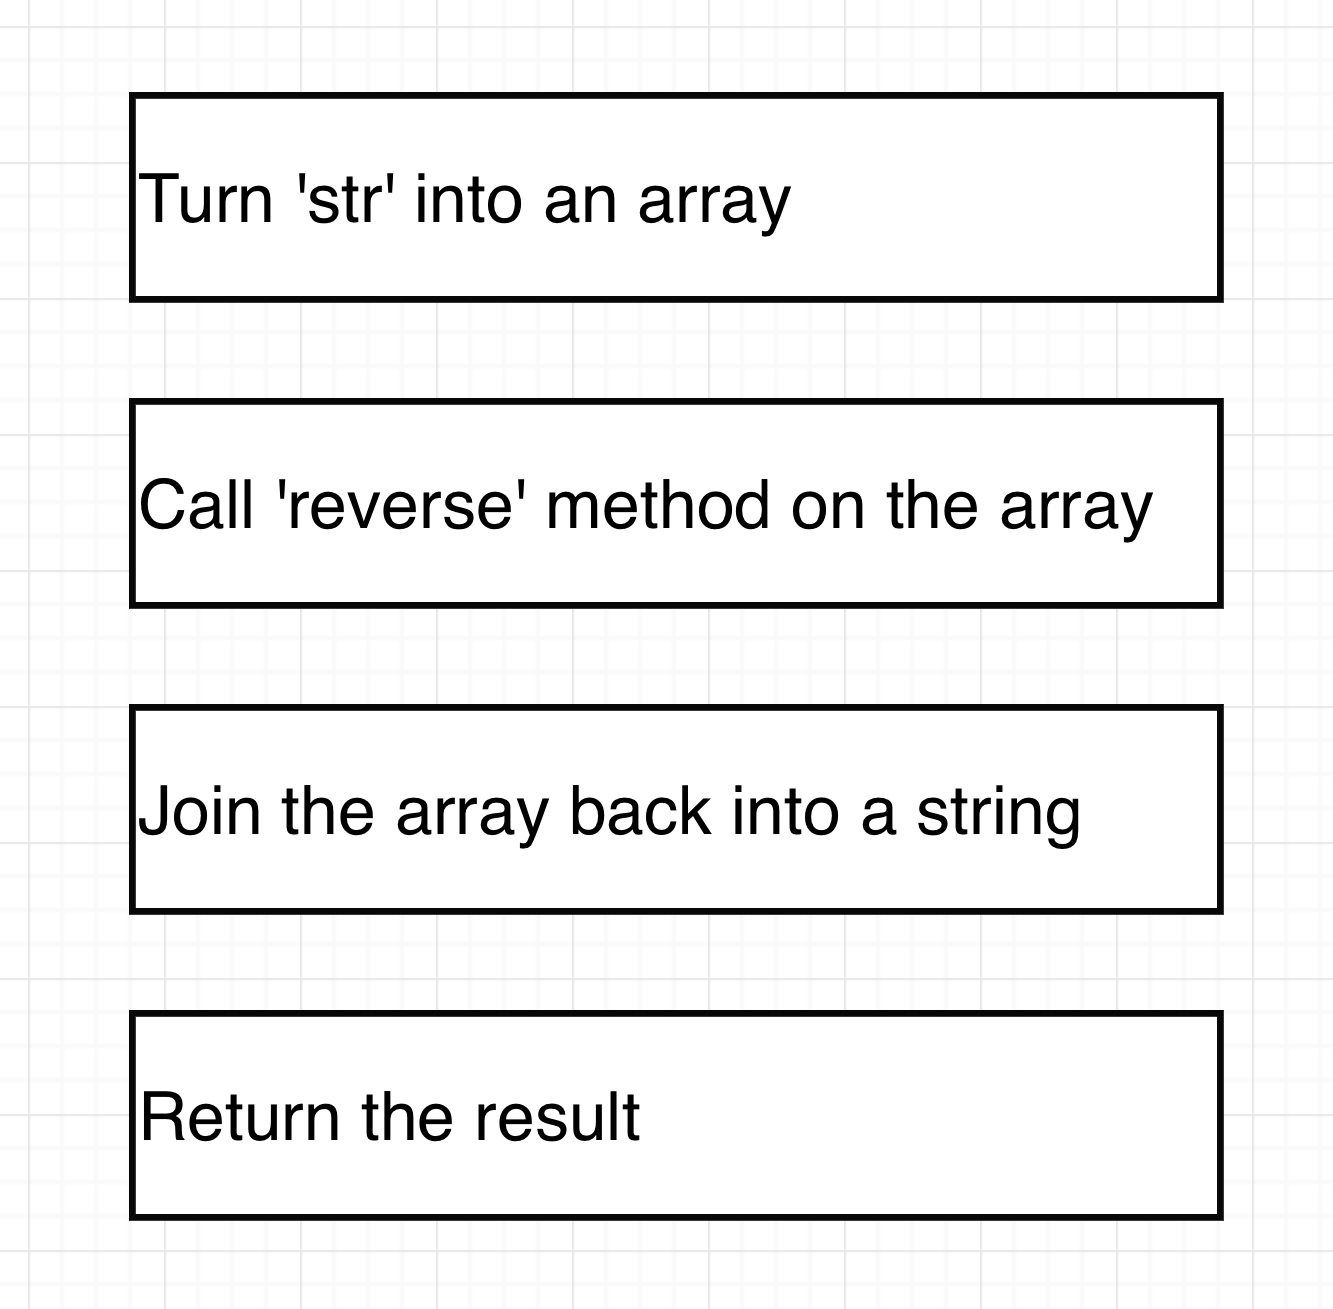 Turn 'str' into an array
Call 'reverse' method on the array
Join the array back into a string
Return the result